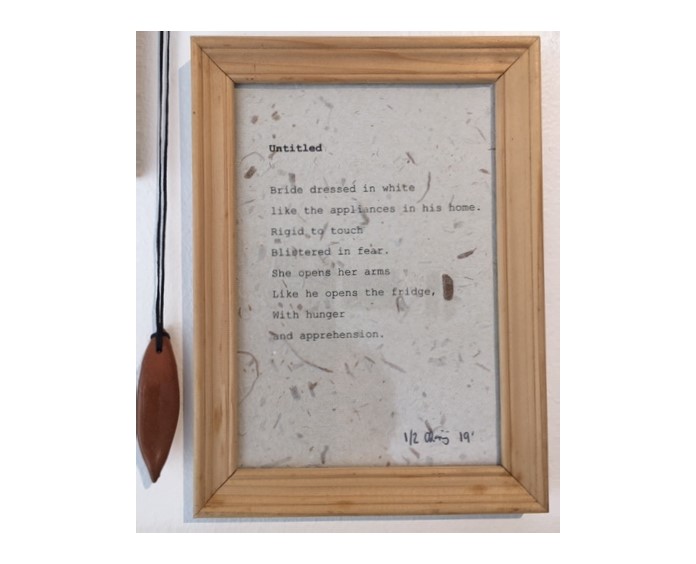 Untitled
Bride dressed in white
like the appliances in his home.
Rigid to touch
Blistered in fear.
She opens her arms
Like he opens the fridge,
With hunger
and apprehension.
1/2 19'